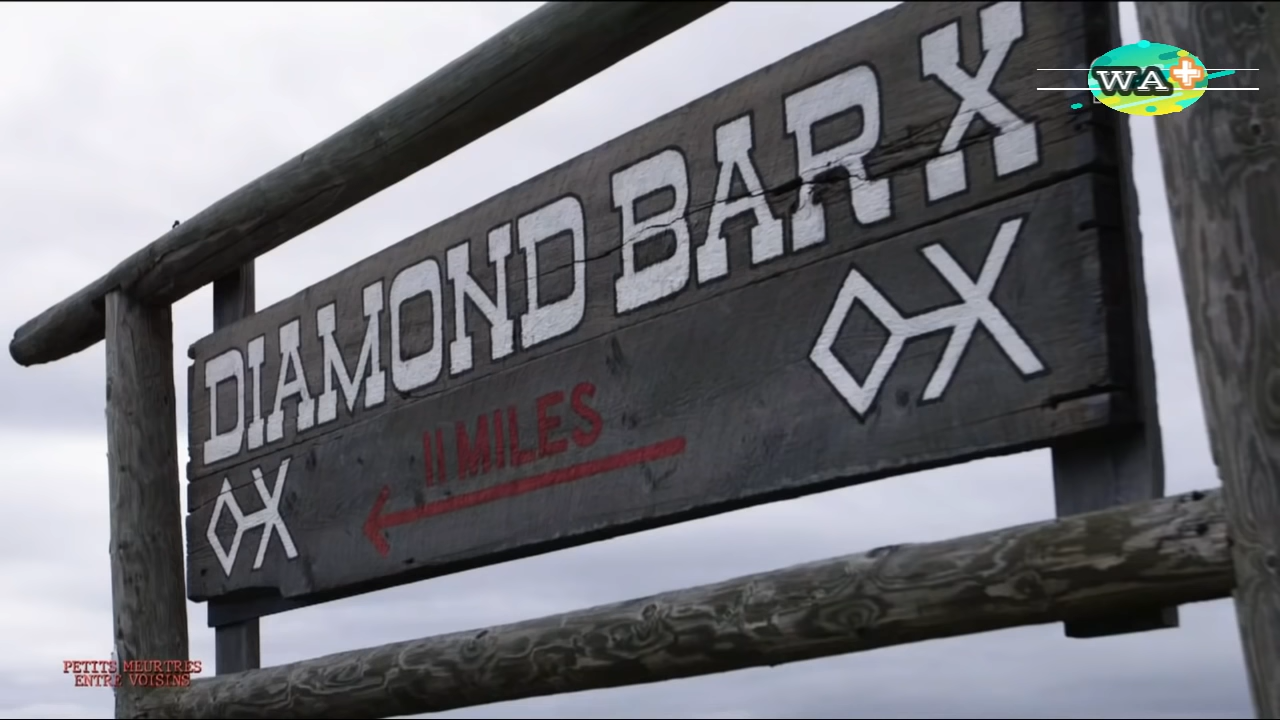 WA+
DIAMOND BAR X
11 MILES
PETITS MEURTRES
ENTRE VOISINS